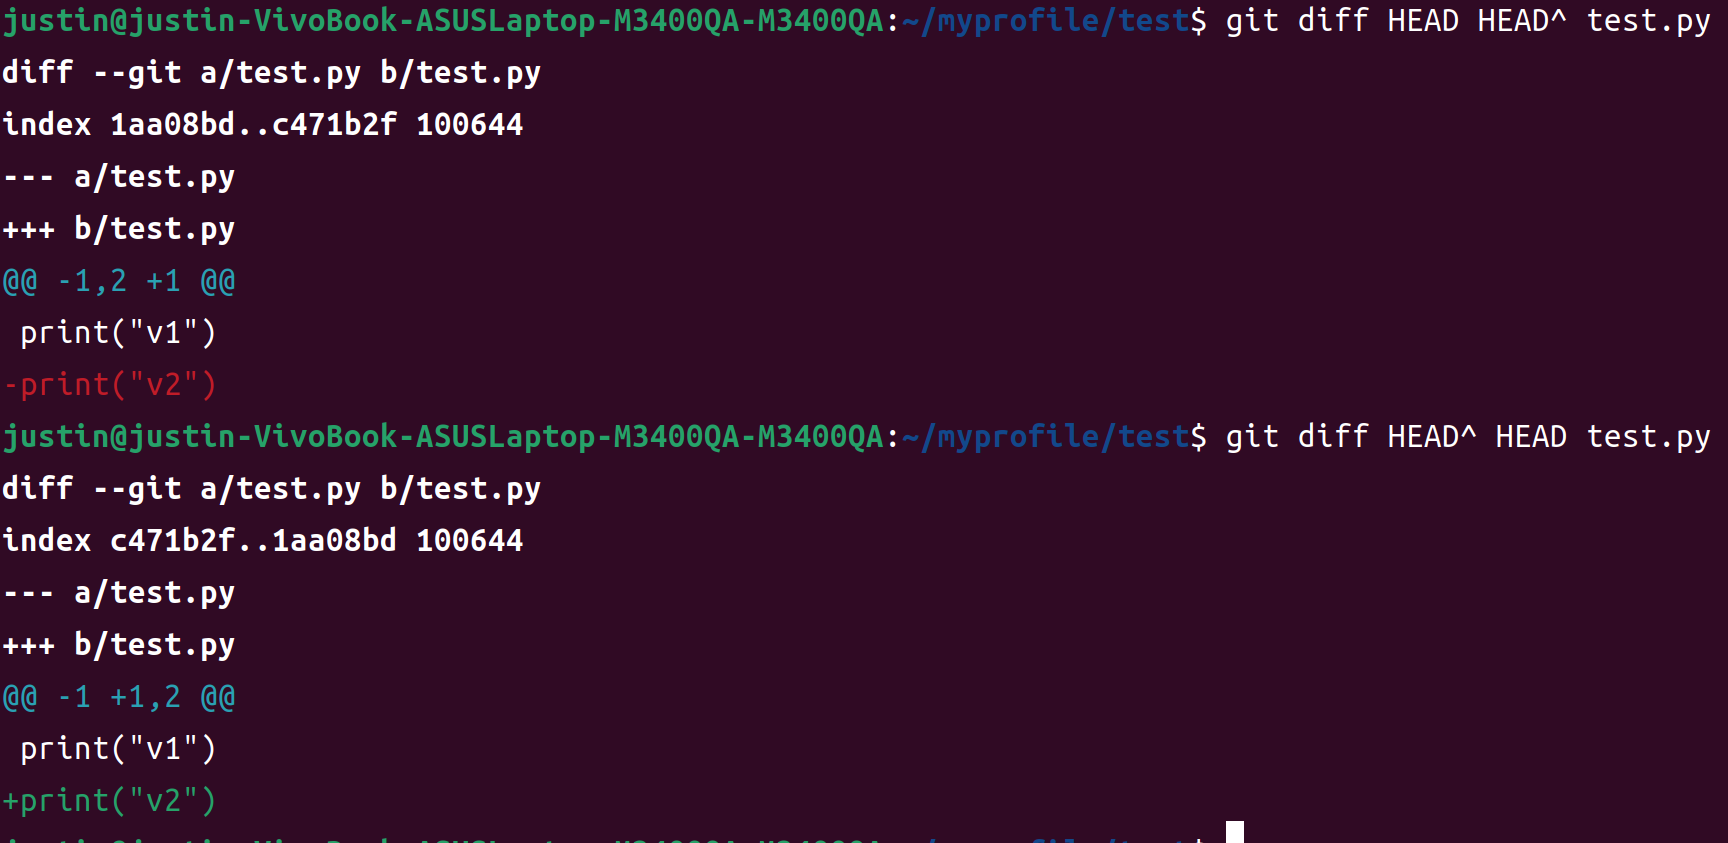 justin@justin-VivoBook-ASUSLaptop-M3400QA-M3400QA:~/myprofile/test$ git diff HEAD HEAD^ test.py
diff --git a/test.py b/test.py
index 1aa08bd..c471b2f 100644
--- a/test.py
+++ b/test.py
@@ -1,2 +1 @@
 print("v1")
-print("v2")
justin@justin-VivoBook-ASUSLaptop-M3400QA-M3400QA:~/myprofile/test$ git diff HEAD^ HEAD test.py
diff --git a/test.py b/test.py
index c471b2f..1aa08bd 100644
--- a/test.py
+++ b/test.py
@@ -1 +1,2 @@
 print("v1")
+print("v2")